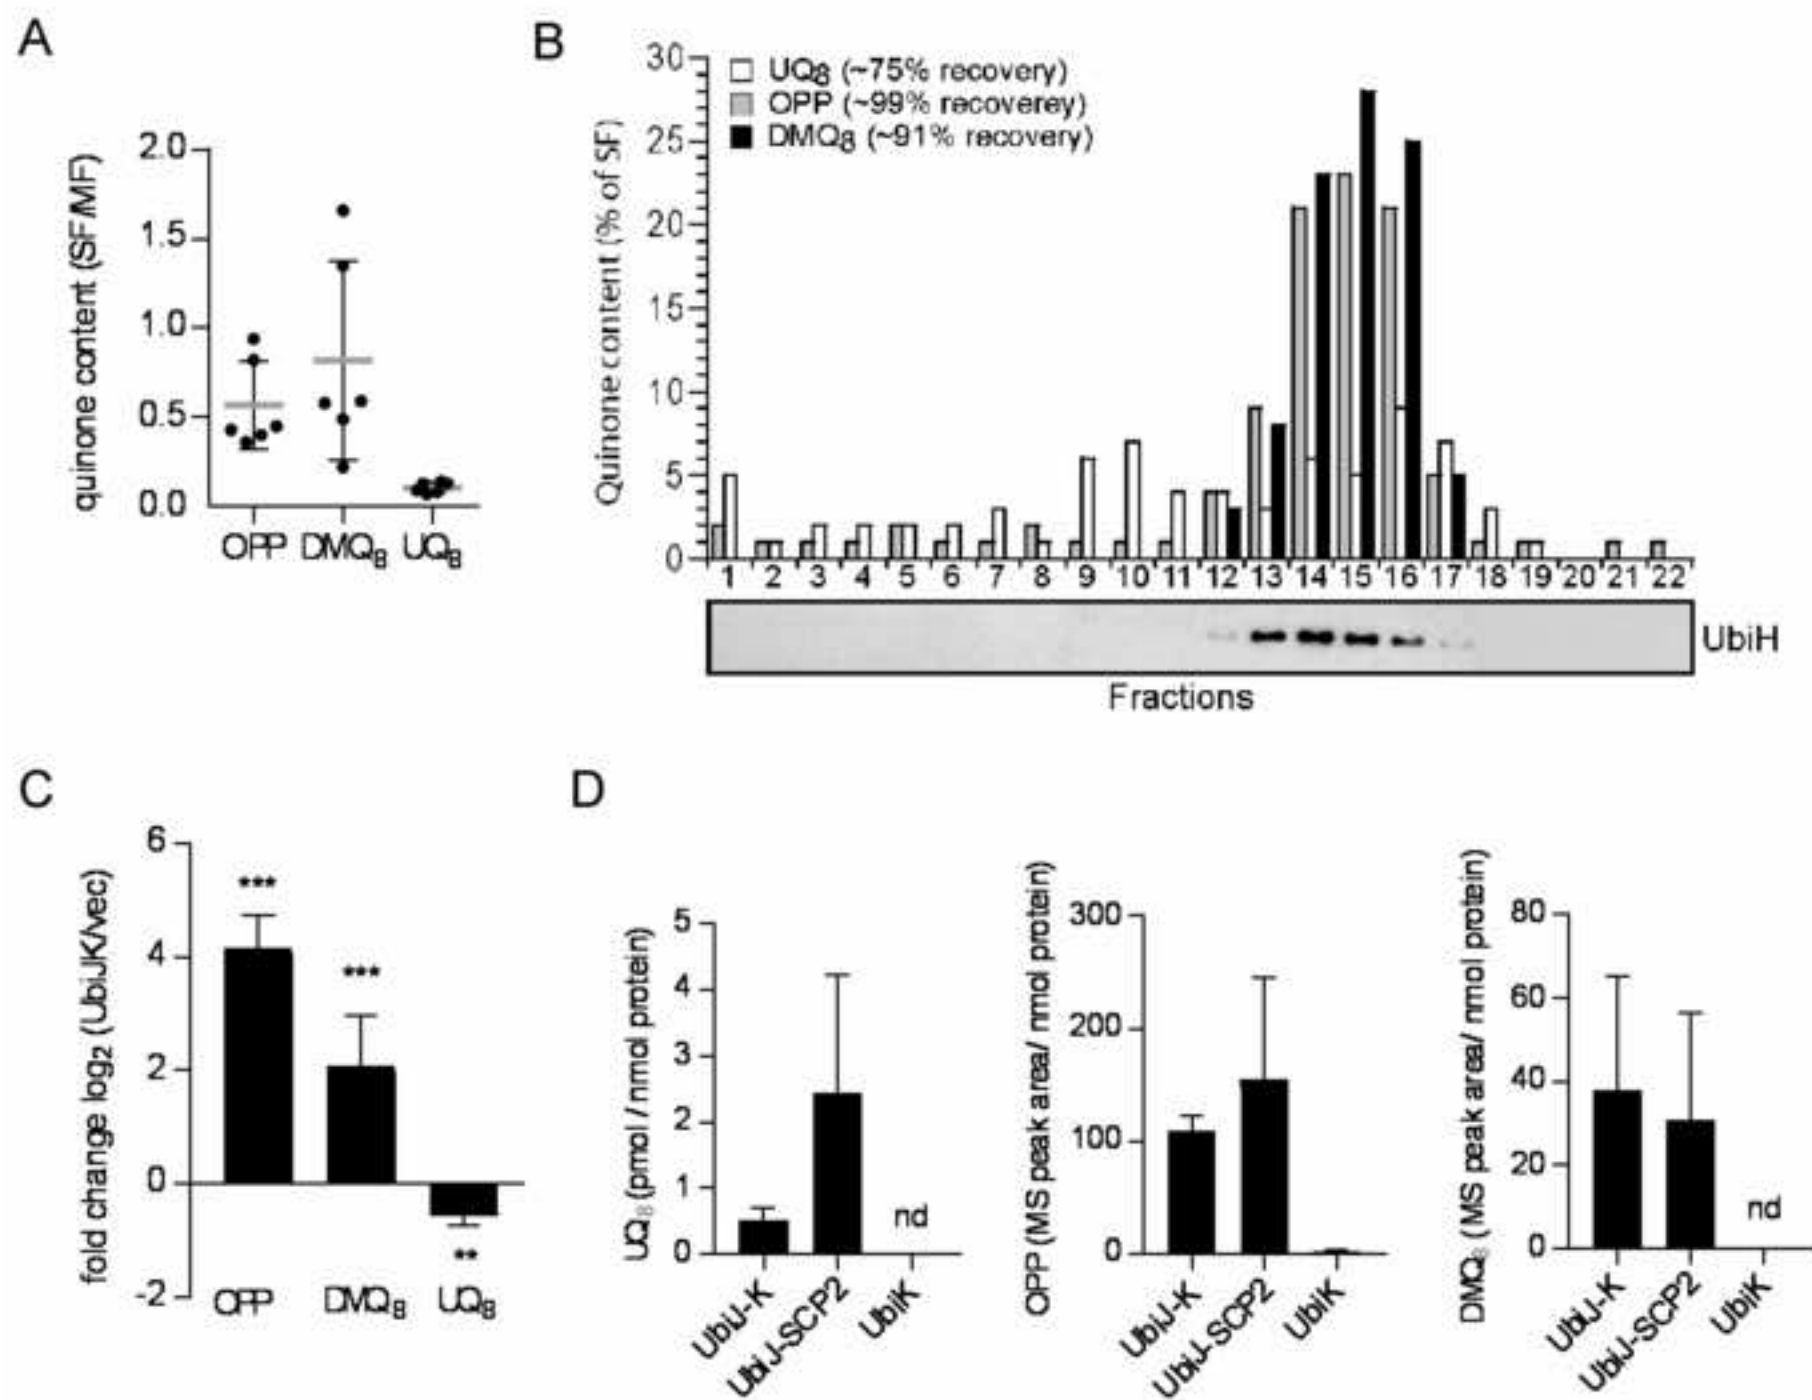 A
quinone content (SF/MF)
2.0
1.5
1.0
0.5
0.0
OPP DMQ8 UQ8
B
Quinone content (% of SF)
30
25
20
15
10
5
0
UQ8 (~75% recovery)
OPP (~99% recoverey)
DMQ8 (~91% recovery)
1 2 3 4 5 6 7 8 9 10 11 12 13 14 15 16 17 18 19 20 21 22
UbiH
Fractions
C
fold change log2 (UbiJK/vec)
6
4
2
0
-2
***
***
**
OPP DMQ8 UQ8
D
UQ8 (pmol / nmol protein)
5
4
3
2
1
0
nd
UbiJ-K
UbiJ-SCP2
UbiK
OPP (MS peak area/ nmol protein)
300
200
100
0
UbiJ-K
UbiJ-SCP2
UbiK
DMQ8 (MS peak area/ nmol protein)
80
60
40
20
0
nd
UbiJ-K
UbiJ-SCP2
UbiK